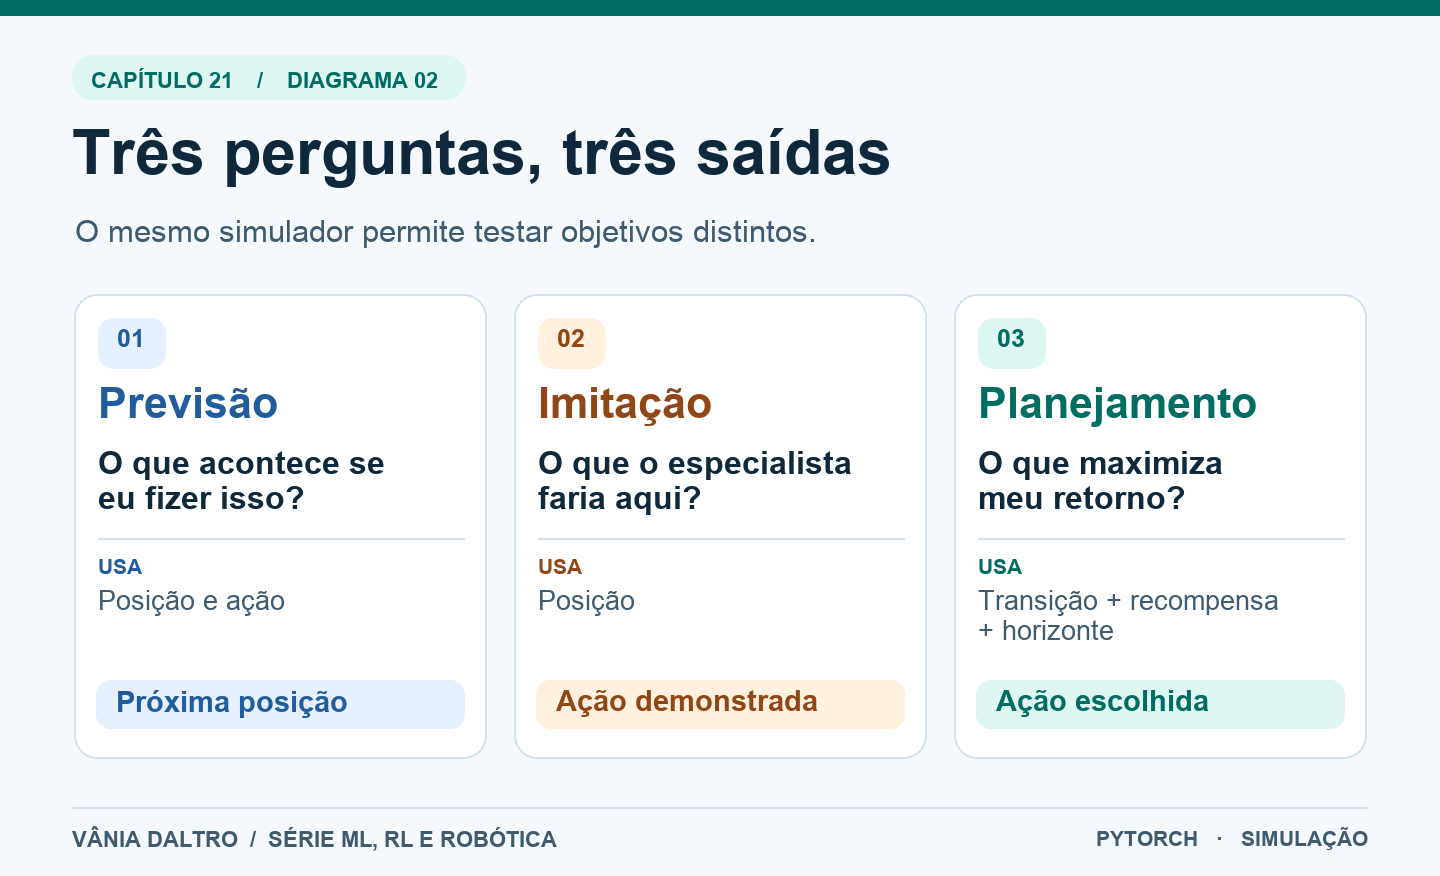 CAPÍTULO 21 / DIAGRAMA 02
Três perguntas, três saídas
O mesmo simulador permite testar objetivos distintos.
01
Previsão
O que acontece se
eu fizer isso?
USA
Posição e ação
Próxima posição
02
Imitação
O que o especialista
faria aqui?
USA
Posição
Ação demonstrada
03
Planejamento
O que maximiza
meu retorno?
USA
Transição + recompensa
+ horizonte
Ação escolhida
VÂNIA DALTRO / SÉRIE ML, RL E ROBÓTICA
PYTORCH · SIMULAÇÃO